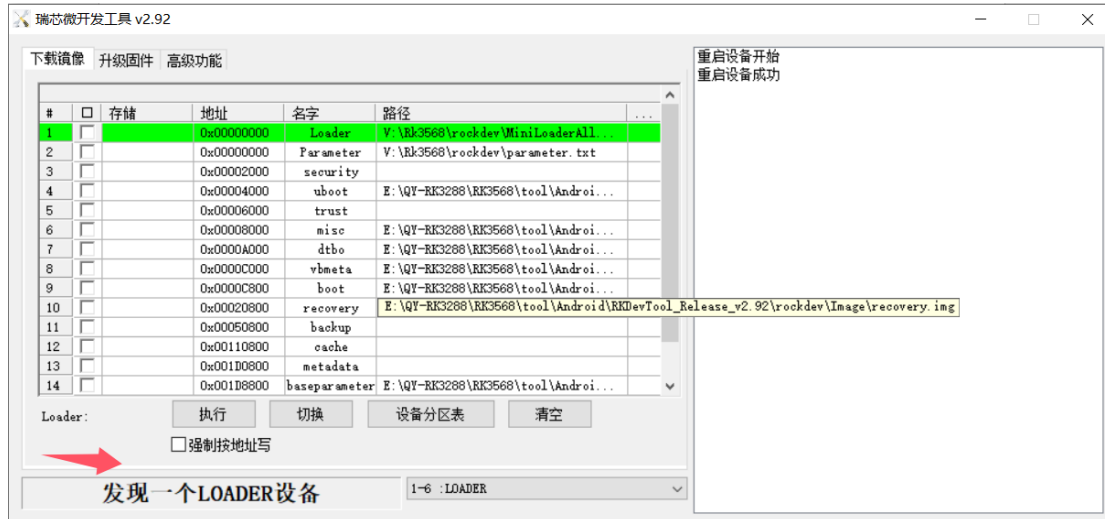 瑞芯微开发工具 v2.92
下载镜像 升级固件 高级功能
重启设备开始
重启设备成功
# 存储 地址 名字 路径 ...
1 0x00000000 Loader V:\Rk3568\rockdev\MiniLoaderAll...
2 0x00000000 Parameter V:\Rk3568\rockdev\parameter.txt
3 0x00002000 security
4 0x00004000 uboot E:\QY-RK3288\RK3568\tool\Androi...
5 0x00006000 trust
6 0x00008000 misc E:\QY-RK3288\RK3568\tool\Androi...
7 0x0000A000 dtbo E:\QY-RK3288\RK3568\tool\Androi...
8 0x0000C000 vbmeta E:\QY-RK3288\RK3568\tool\Androi...
9 0x0000C800 boot E:\QY-RK3288\RK3568\tool\Androi...
10 0x00020800 recovery E:\QY-RK3288\RK3568\tool\Android\RKDevTool_Release_v2.92\rockdev\Image\recovery.img
11 0x00050800 backup
12 0x00110800 cache
13 0x001D0800 metadata
14 0x001D8800 baseparameter E:\QY-RK3288\RK3568\tool\Androi...
Loader: 执行 切换 设备分区表 清空
强制按地址写
发现一个LOADER设备 1-6 :LOADER